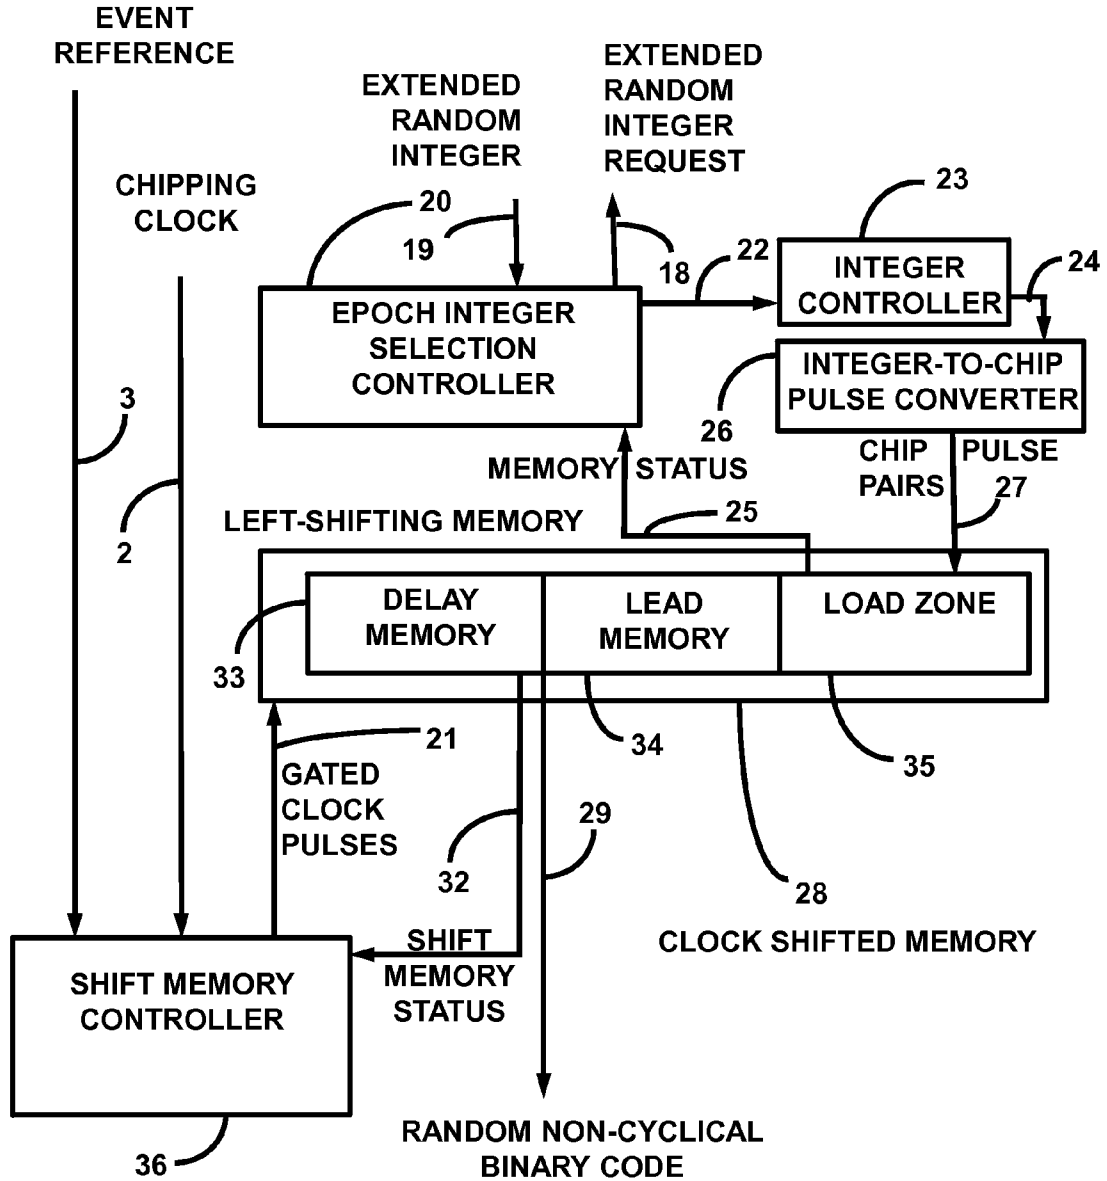 EVENT
REFERENCE
EXTENDED
RANDOM
INTEGER
EXTENDED
RANDOM
INTEGER
REQUEST
CHIPPING
CLOCK
20
19
18
22
23
24
INTEGER
CONTROLLER
EPOCH INTEGER
SELECTION
CONTROLLER
INTEGER-TO-CHIP
PULSE CONVERTER
26
3
2
CHIP PULSE
PAIRS
27
MEMORY STATUS
25
LEFT-SHIFTING MEMORY
DELAY
MEMORY
LEAD
MEMORY
LOAD ZONE
33
21
34
35
GATED
CLOCK
PULSES
29
32
28
SHIFT
MEMORY
STATUS
CLOCK SHIFTED MEMORY
SHIFT MEMORY
CONTROLLER
36
RANDOM NON-CYCLICAL
BINARY CODE